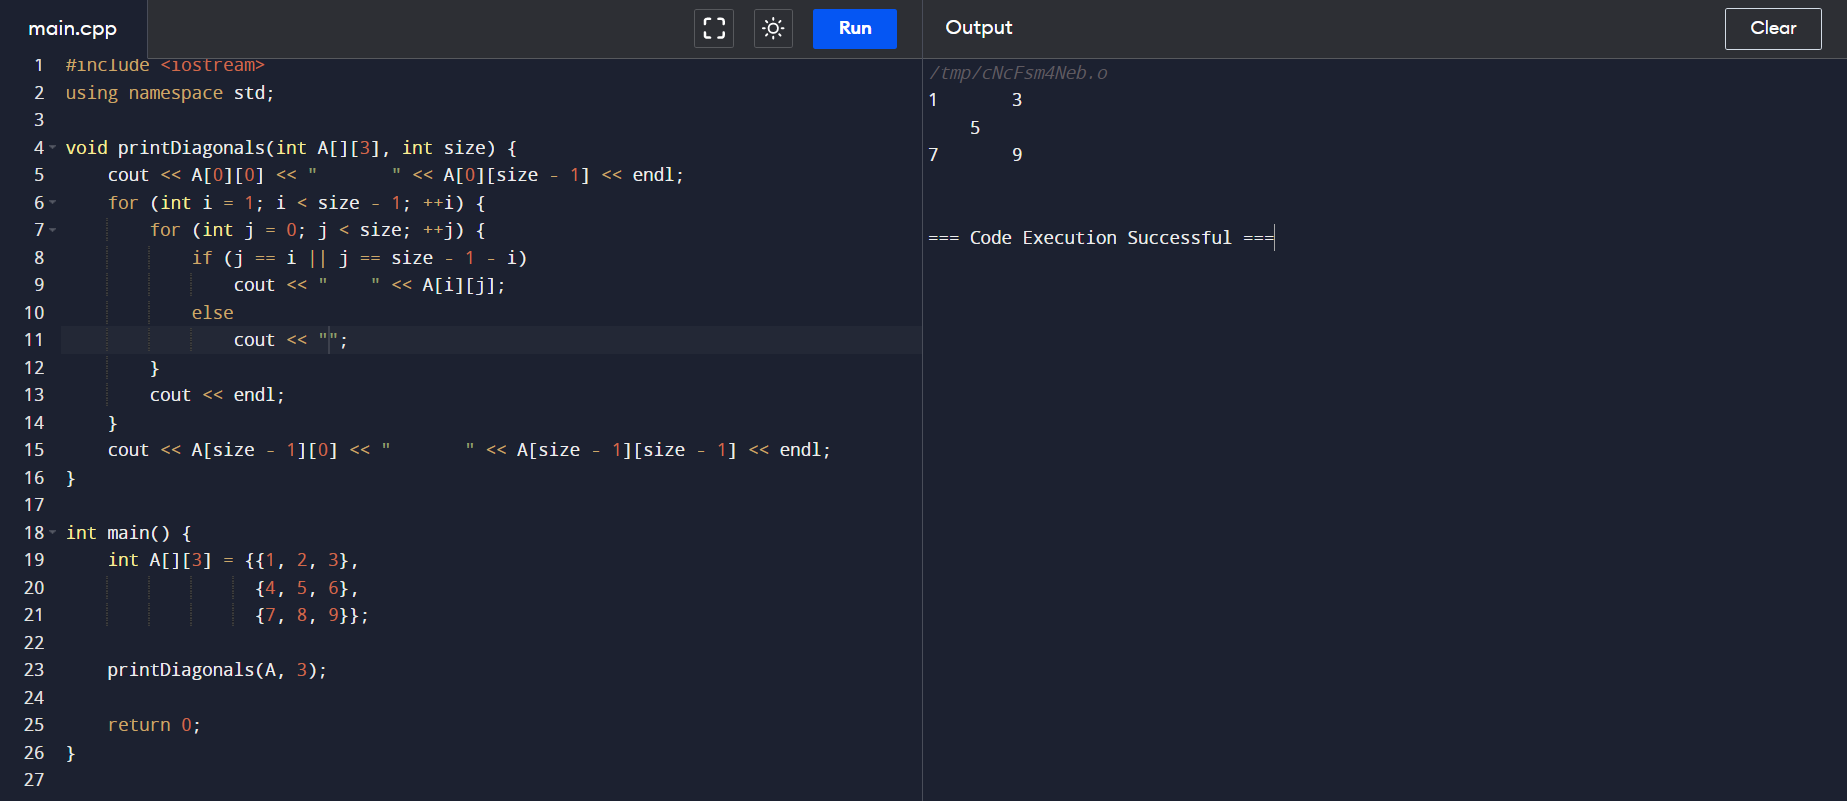 main.cpp
Run
Output
Clear
1 #include <iostream>
2 using namespace std;
3
4 void printDiagonals(int A[][3], int size) {
5     cout << A[0][0] << "       " << A[0][size - 1] << endl;
6     for (int i = 1; i < size - 1; ++i) {
7         for (int j = 0; j < size; ++j) {
8             if (j == i || j == size - 1 - i)
9                 cout << "    " << A[i][j];
10             else
11                 cout << "";
12         }
13         cout << endl;
14     }
15     cout << A[size - 1][0] << "       " << A[size - 1][size - 1] << endl;
16 }
17
18 int main() {
19     int A[][3] = {{1, 2, 3},
20                   {4, 5, 6},
21                   {7, 8, 9}};
22
23     printDiagonals(A, 3);
24
25     return 0;
26 }
27
/tmp/cNcFsm4Neb.o
1       3
    5
7       9
=== Code Execution Successful ===